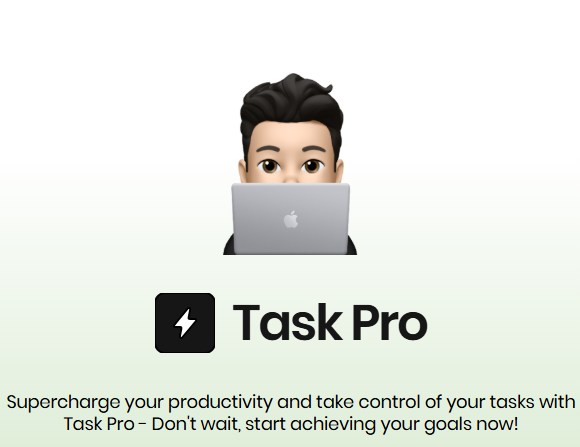 Task Pro
Supercharge your productivity and take control of your tasks with
Task Pro - Don't wait, start achieving your goals now!